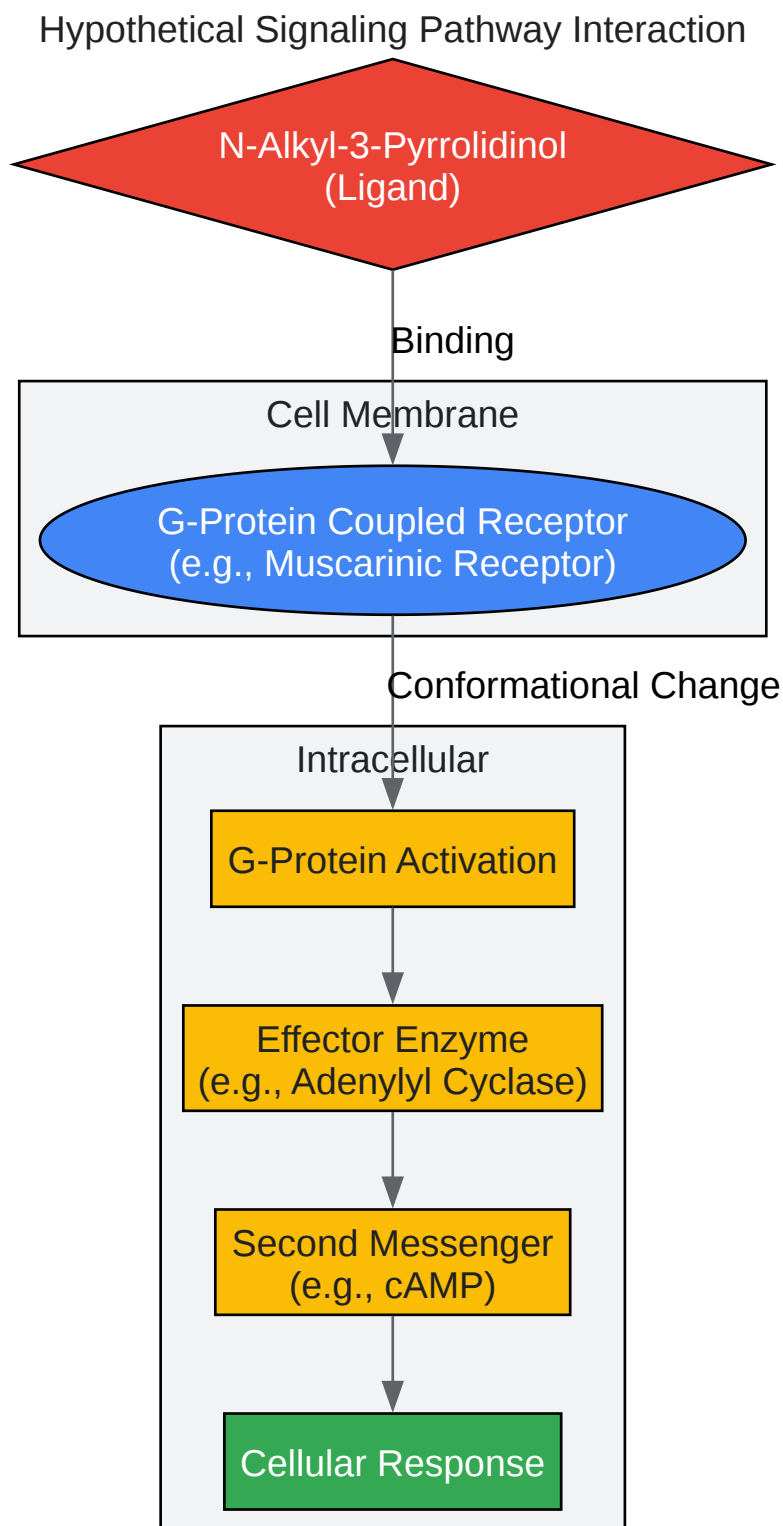 Hypothetical Signaling Pathway Interaction
N-Alkyl-3-Pyrrolidinol
(Ligand)
Binding
Cell Membrane
G-Protein Coupled Receptor
(e.g., Muscarinic Receptor)
Conformational Change
Intracellular
G-Protein Activation
Effector Enzyme
(e.g., Adenylyl Cyclase)
Second Messenger
(e.g., cAMP)
Cellular Response